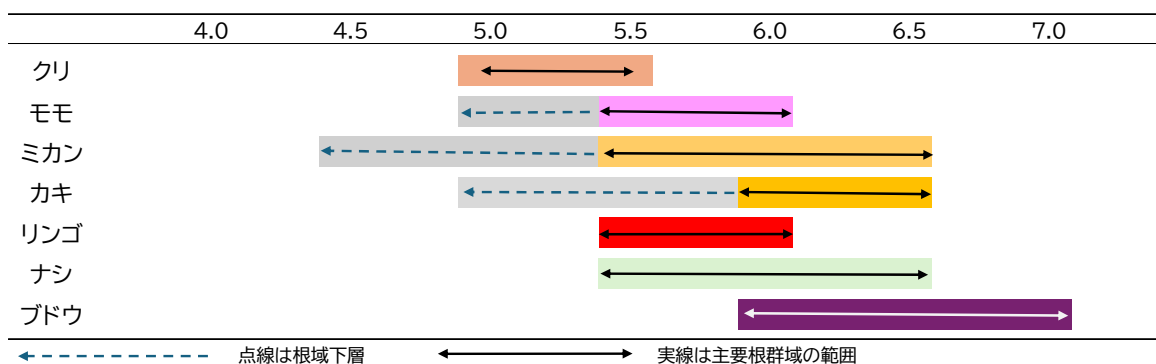 4.0 4.5 5.0 5.5 6.0 6.5 7.0
クリ
モモ
ミカン
カキ
リンゴ
ナシ
ブドウ
点線は根域下層 実線は主要根群域の範囲